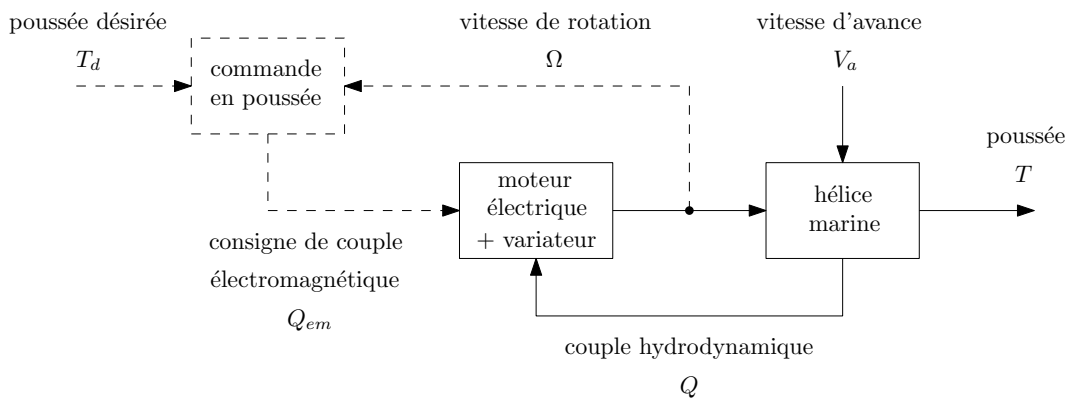 poussée désirée
T_d
commande
en poussée
vitesse de rotation
Ω
vitesse d'avance
V_a
moteur
électrique
+ variateur
hélice
marine
poussée
T
consigne de couple
électromagnétique
Q_em
couple hydrodynamique
Q